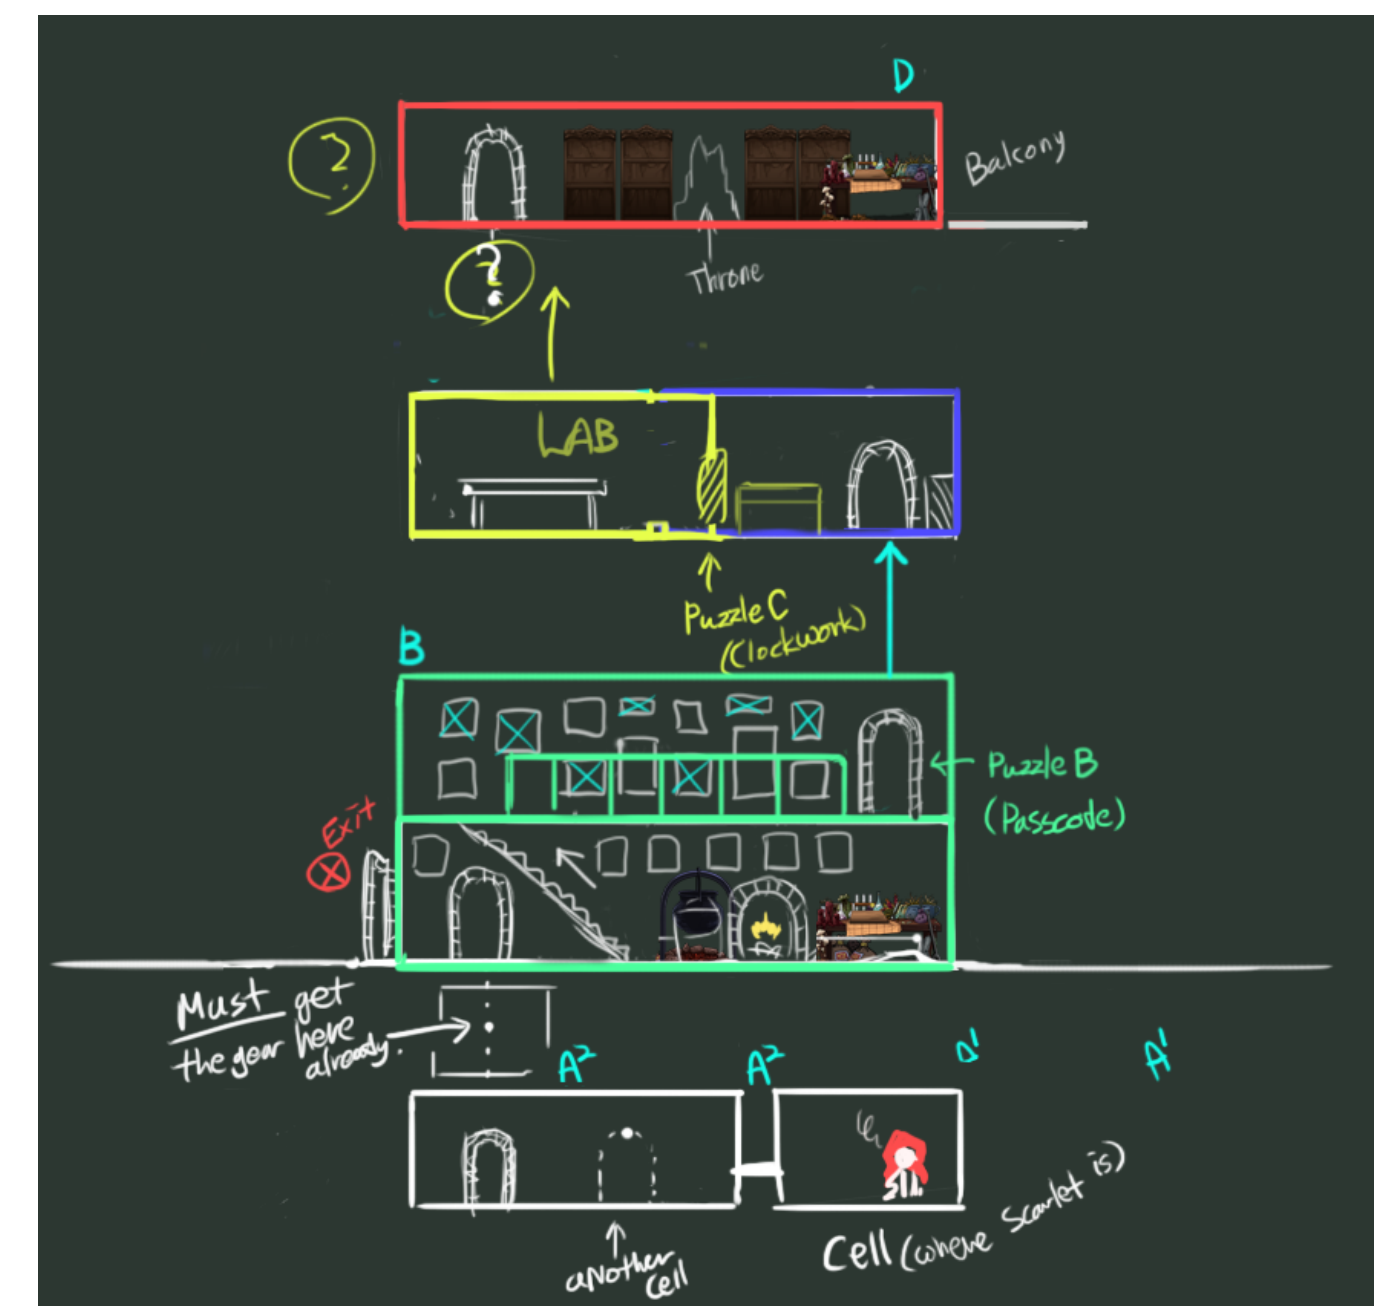 D
?
Balcony
?
Throne
LAB
Puzzle C
(Clockwork)
B
Puzzle B
(Passcode)
Exit
Must get
the gear here
already.
A²
A²
A¹
A¹
another
cell
Cell (where Scarlet is)